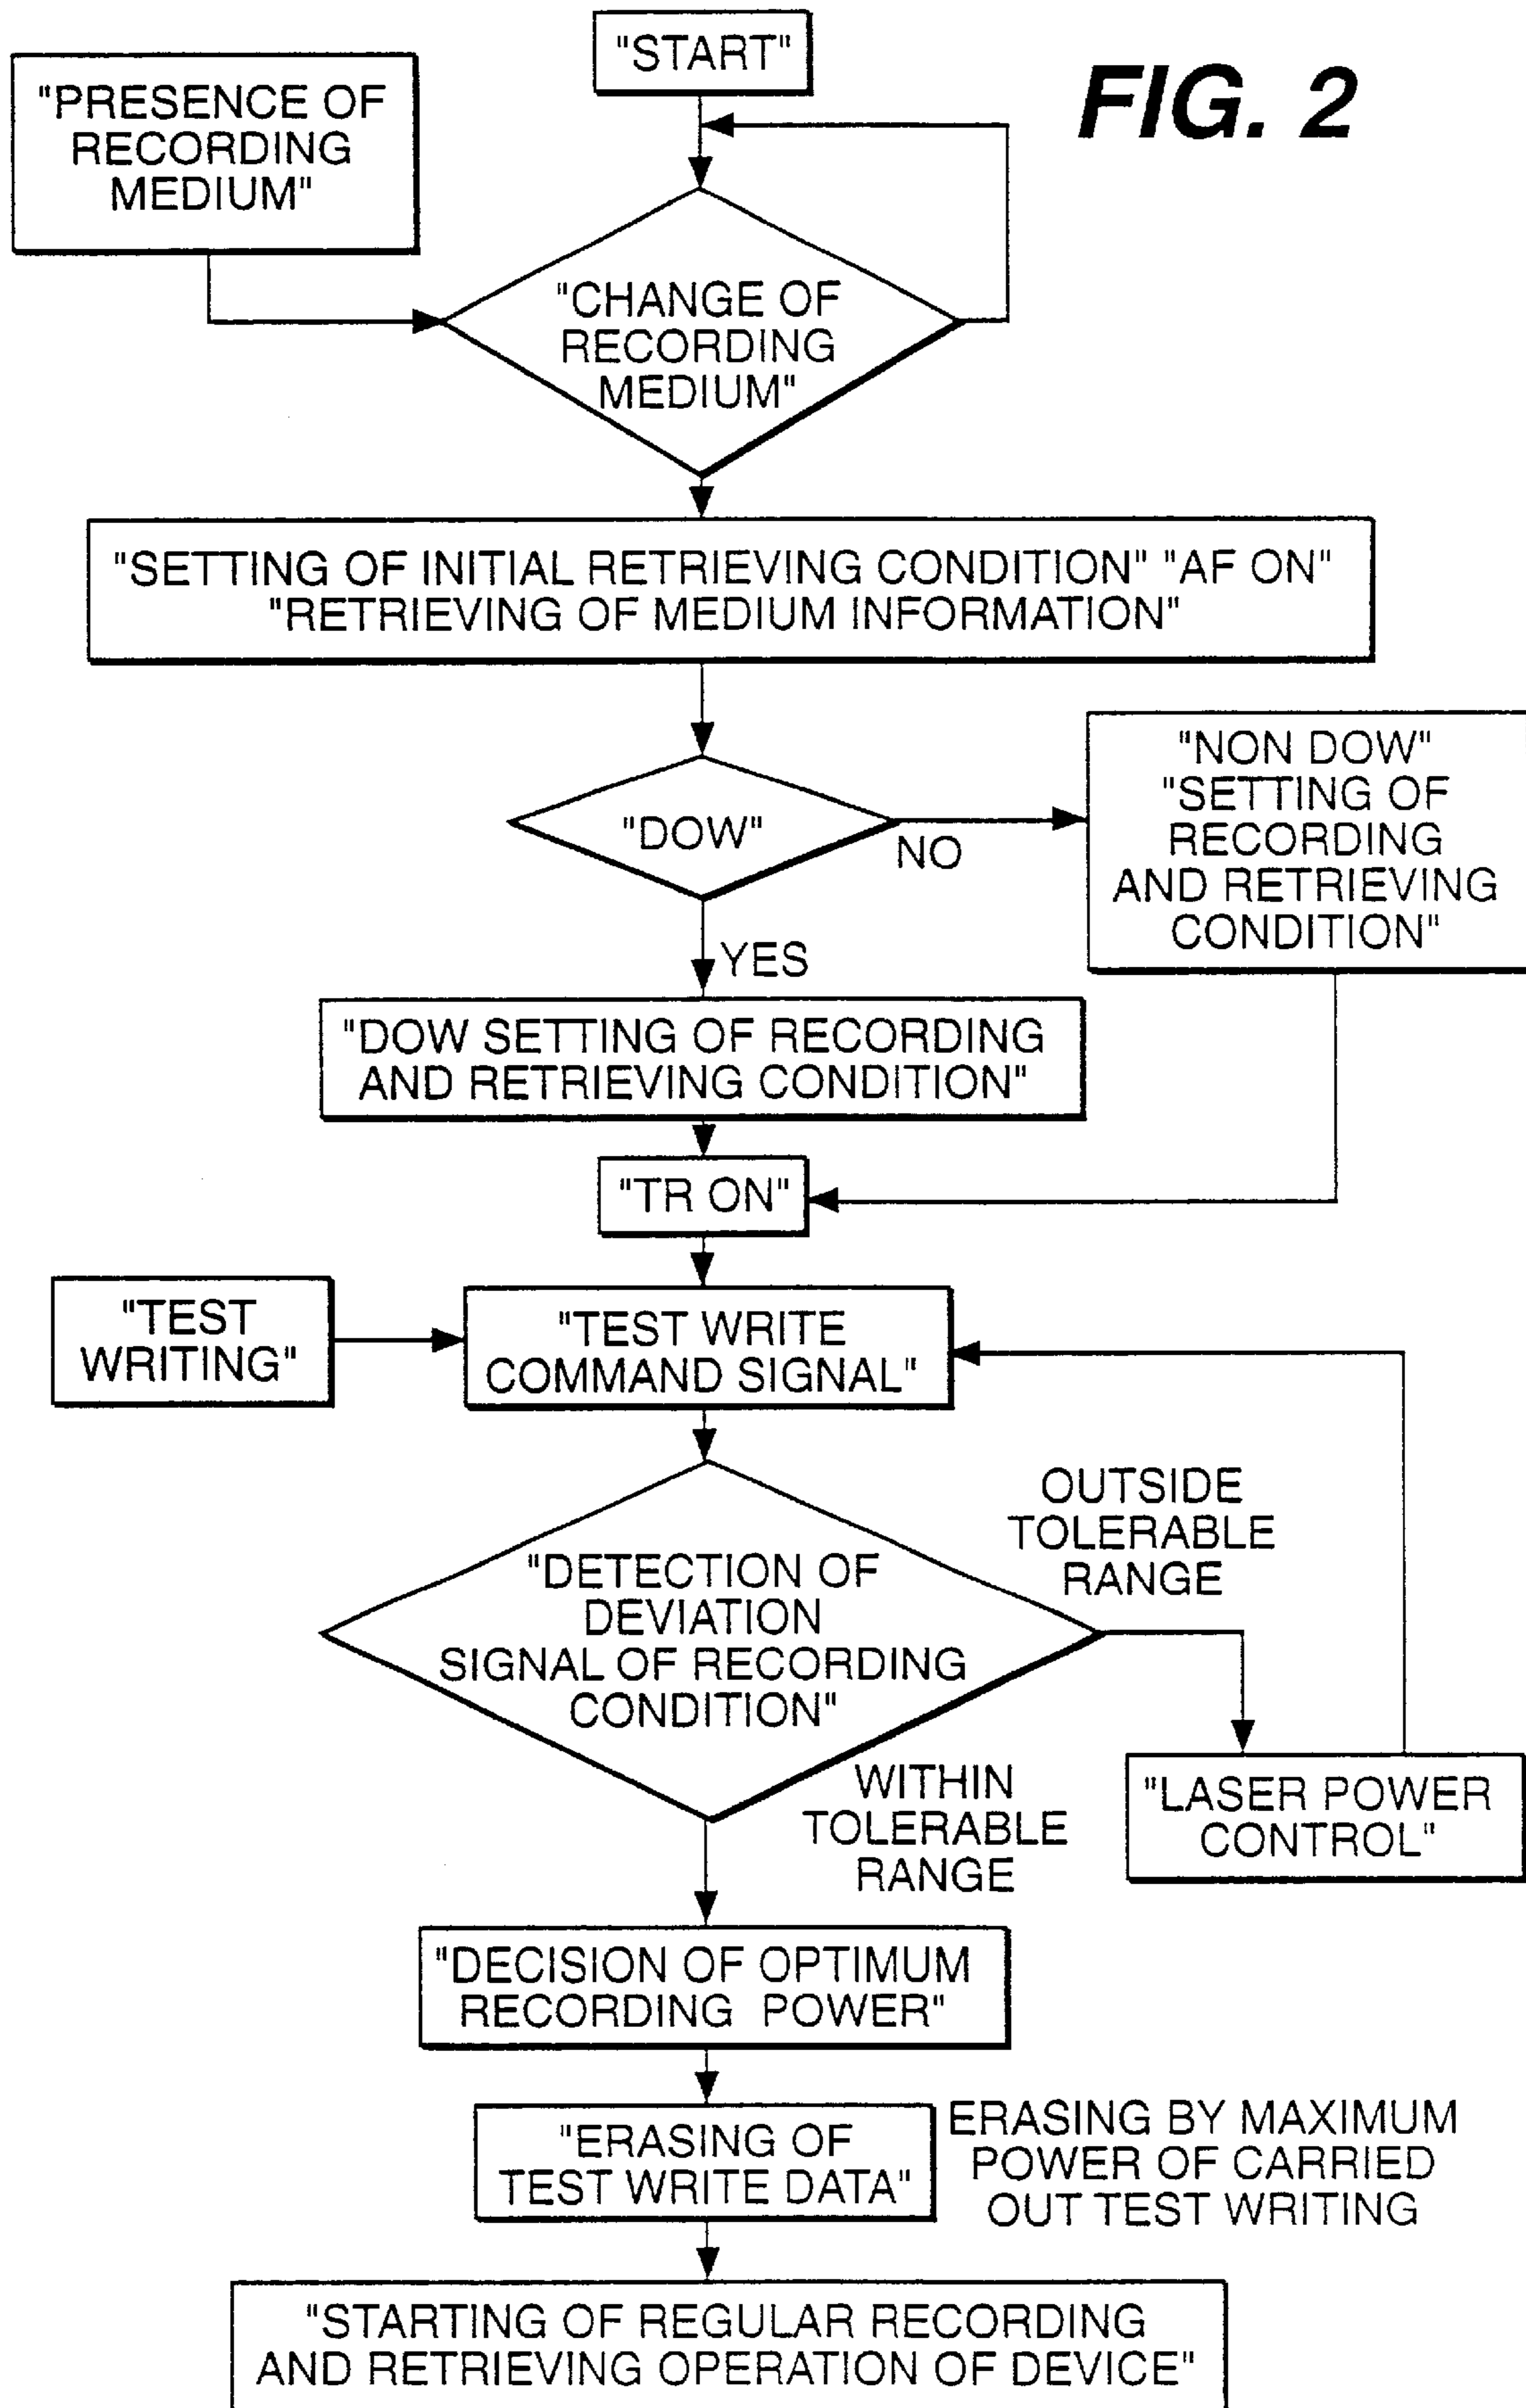 "START"
FIG. 2
"PRESENCE OF
RECORDING
MEDIUM"
"CHANGE OF
RECORDING
MEDIUM"
"SETTING OF INITIAL RETRIEVING CONDITION" "AF ON"
"RETRIEVING OF MEDIUM INFORMATION"
"DOW"
NO
"NON DOW"
"SETTING OF
RECORDING
AND RETRIEVING
CONDITION"
YES
"DOW SETTING OF RECORDING
AND RETRIEVING CONDITION"
"TR ON"
"TEST
WRITING"
"TEST WRITE
COMMAND SIGNAL"
"DETECTION OF
DEVIATION
SIGNAL OF RECORDING
CONDITION"
OUTSIDE
TOLERABLE
RANGE
"LASER POWER
CONTROL"
WITHIN
TOLERABLE
RANGE
"DECISION OF OPTIMUM
RECORDING POWER"
"ERASING OF
TEST WRITE DATA"
ERASING BY MAXIMUM
POWER OF CARRIED
OUT TEST WRITING
"STARTING OF REGULAR RECORDING
AND RETRIEVING OPERATION OF DEVICE"